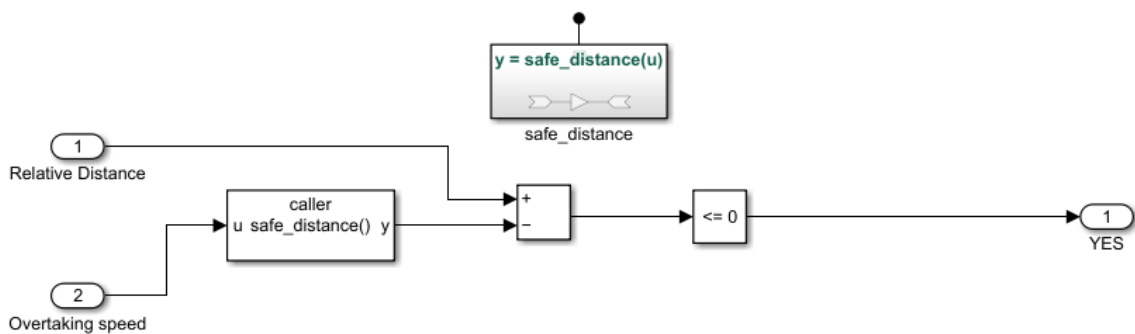 y = safe_distance(u)
safe_distance
1
Relative Distance
caller
u safe_distance() y
+
−
<= 0
1
YES
2
Overtaking speed